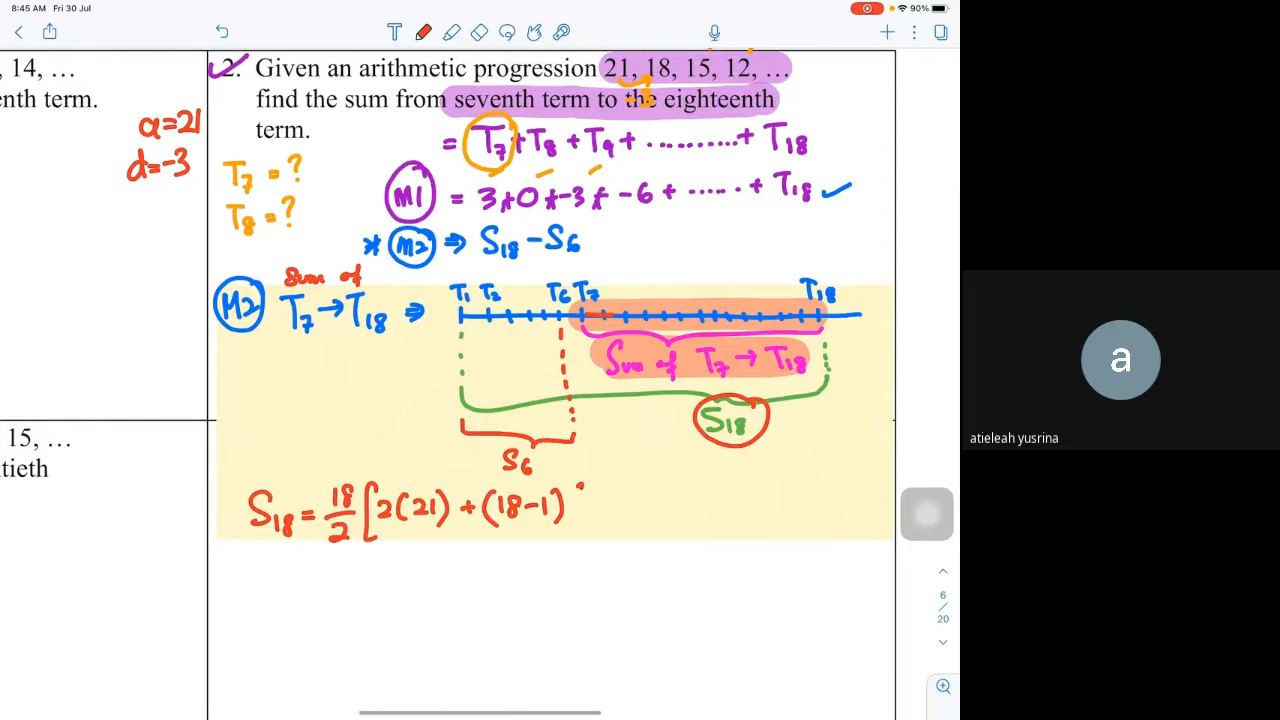 8:45 AM Fri 30 Jul
90%
, 14, …
enth term.
2. Given an arithmetic progression 21, 18, 15, 12, …
find the sum from seventh term to the eighteenth
term.
-3
a=21
d=-3
T7 = ?
T8 = ?
= T7 + T8 + T9 + .......... + T18
M1 = 3 + 0 + -3 + -6 + ...... + T18
* M2 ⇒ S18 - S6
M2 Sum of
T7 → T18 ⇒
T1 T2 T6 T7 T18
Sum of T7 → T18
S18
S6
S18 = 18/2 [2(21) + (18-1)
15, …
tieth
6
/
20
a
atieleah yusrina